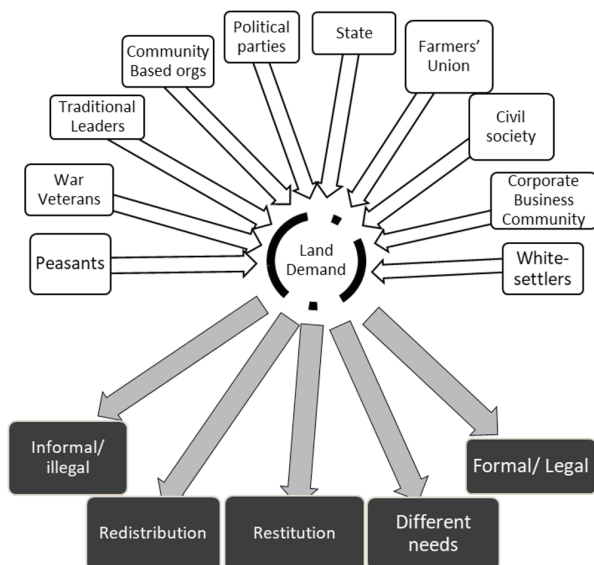 Political
parties
State
Farmers'
Union
Community
Based orgs
Traditional
Leaders
Civil
society
War
Veterans
Corporate
Business
Community
Peasants
Land
Demand
White-
settlers
Informal/
illegal
Formal/ Legal
Redistribution
Restitution
Different
needs